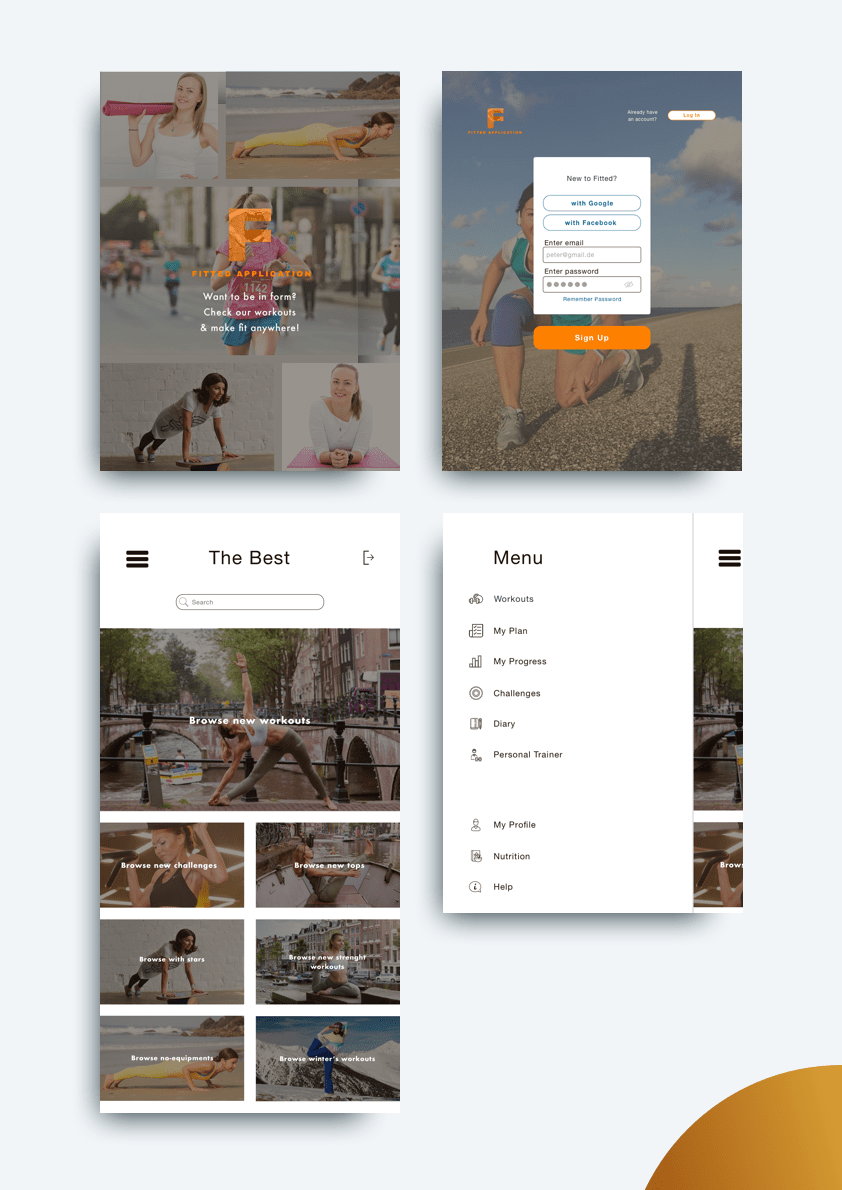 FITTED APPLICATION
1142
Want to be in form?
Check our workouts
& make fit anywhere!
FITTED APPLICATION
Already have
an account?
Log In
New to Fitted?
with Google
with Facebook
Enter email
peter@gmail.de
Enter password
Remember Password
Sign Up
The Best
Search
Browse new workouts
Browse new challenges
Browse new tops
Browse with stars
Browse new strenght
workouts
Browse no-equipments
Browse winter's workouts
Menu
Workouts
My Plan
My Progress
Challenges
Diary
Personal Trainer
My Profile
Nutrition
Help
Brow